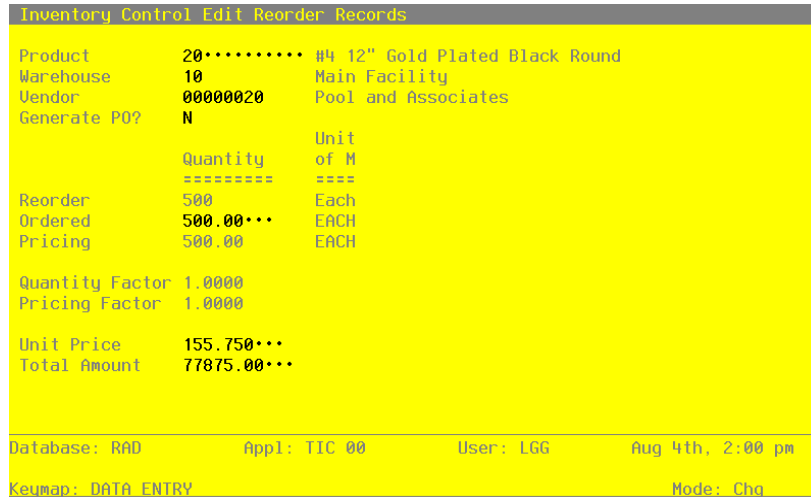 Inventory Control Edit Reorder Records
Product 20·········· #4 12" Gold Plated Black Round
Warehouse 10 Main Facility
Vendor 00000020 Pool and Associates
Generate PO? N
Unit
Quantity of M
========= ====
Reorder 500 Each
Ordered 500.00··· EACH
Pricing 500.00 EACH
Quantity Factor 1.0000
Pricing Factor 1.0000
Unit Price 155.750···
Total Amount 77875.00···
Database: RAD Appl: TIC 00 User: LGG Aug 4th, 2:00 pm
Keymap: DATA ENTRY Mode: Chg